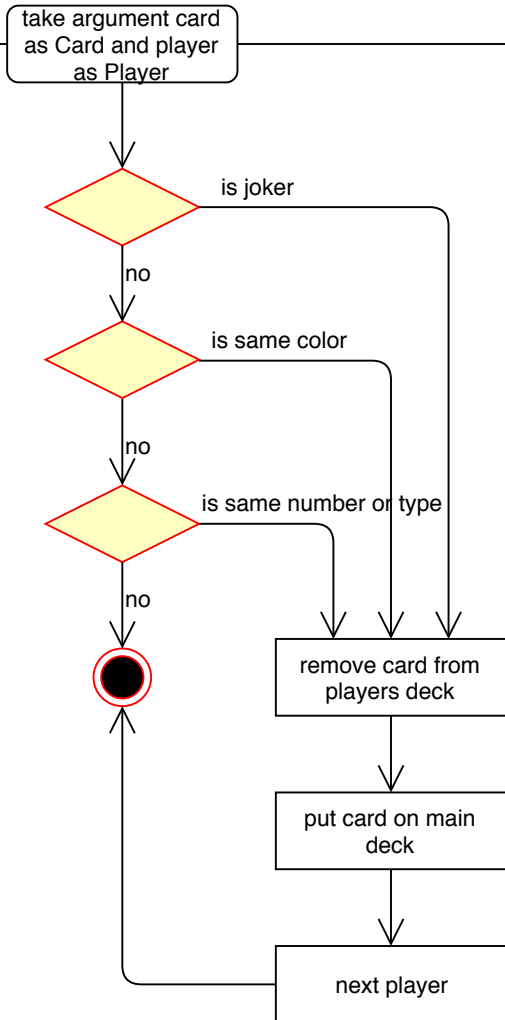 take argument card
as Card and player
as Player
is joker
no
is same color
no
is same number or type
no
remove card from
players deck
put card on main
deck
next player